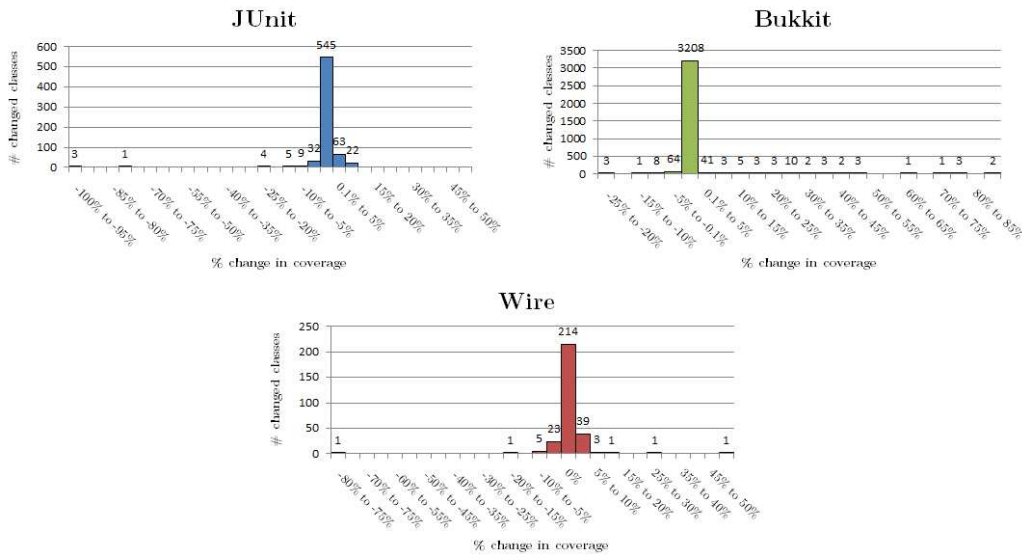 JUnit
# changed classes
600
500
400
300
200
100
0
3 1 4 5 9 32 545 63 22
-100% to -95%
-85% to -80%
-70% to -75%
-55% to -50%
-40% to -35%
-25% to -20%
-10% to -5%
0.1% to 5%
15% to 20%
30% to 35%
45% to 50%
% change in coverage
Bukkit
# changed classes
3500
3000
2500
2000
1500
1000
500
0
3 1 8 64 3208 41 3 5 3 3 10 2 3 2 3 1 1 3 2
-25% to -20%
-15% to -10%
-5% to -0.1%
0.1% to 5%
10% to 15%
20% to 25%
30% to 35%
40% to 45%
50% to 55%
60% to 65%
70% to 75%
80% to 85%
% change in coverage
Wire
# changed classes
250
200
150
100
50
0
1 1 5 23 214 39 3 1 1 1
-80% to -75%
-70% to -75%
-60% to -55%
-50% to -45%
-40% to -35%
-30% to -25%
-20% to -15%
-10% to -5%
0%
5% to 10%
15% to 20%
25% to 30%
35% to 40%
45% to 50%
% change in coverage